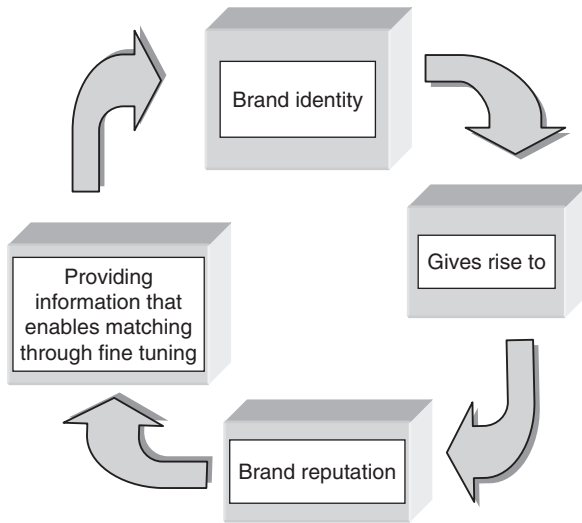 Brand identity
Gives rise to
Brand reputation
Providing
information that
enables matching
through fine tuning